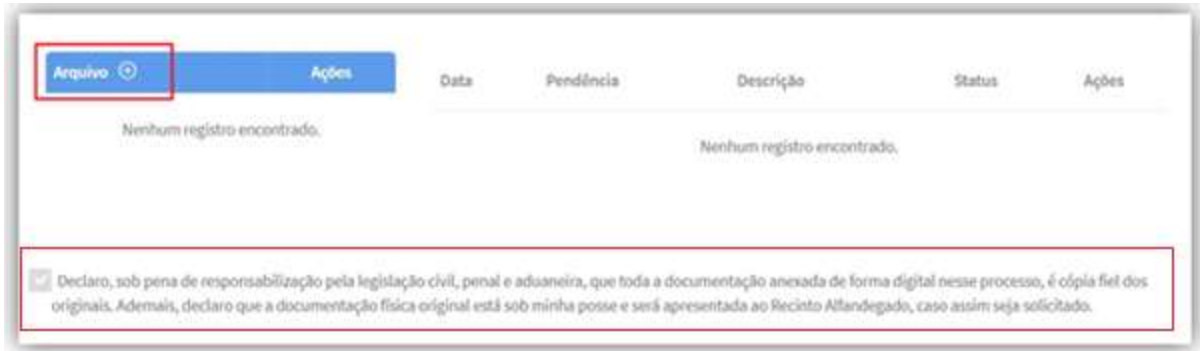 Arquivo Ações
Data Pendência Descrição Status Ações
Nenhum registro encontrado.
Nenhum registro encontrado.
Declaro, sob pena de responsabilização pela legislação civil, penal e aduaneira, que toda a documentação anexada de forma digital nesse processo, é cópia fiel dos
originais. Ademais, declaro que a documentação física original está sob minha posse e será apresentada ao Recinto Alfandegado, caso assim seja solicitado.